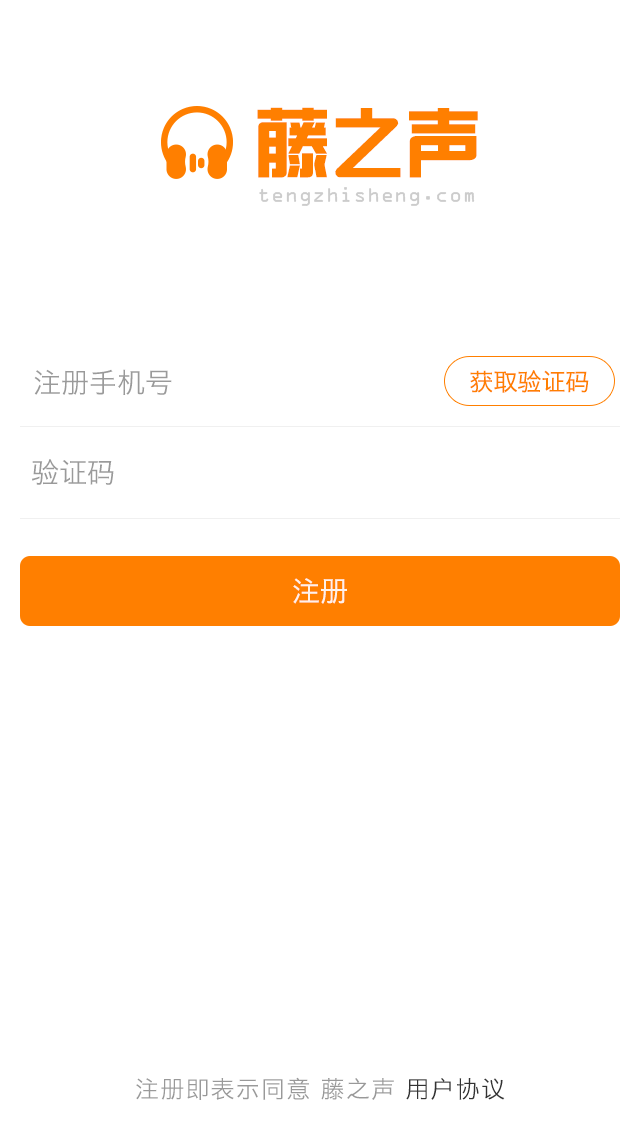 藤之声
tengzhisheng.com
注册手机号
获取验证码
验证码
注册
注册即表示同意 藤之声 用户协议